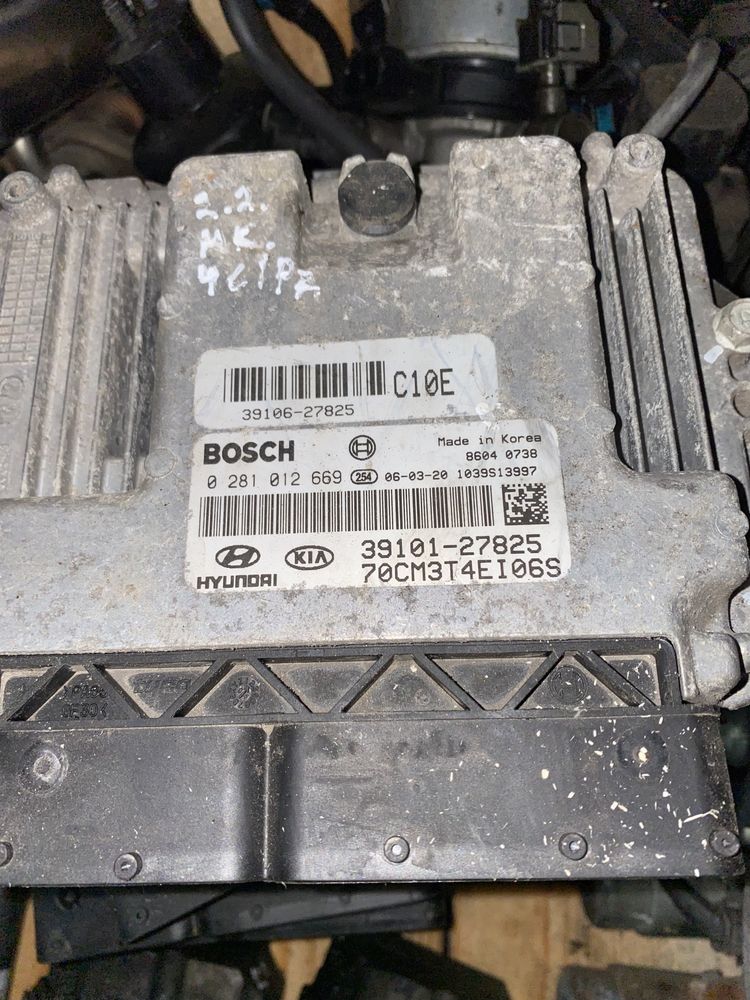 2.2.
C10E
39106-27825
BOSCH
Made in Korea
8604 0738
0 281 012 669 254 06-03-20 1039S13997
HYUNDAI KIA 39101-27825
70CM3T4EI06S